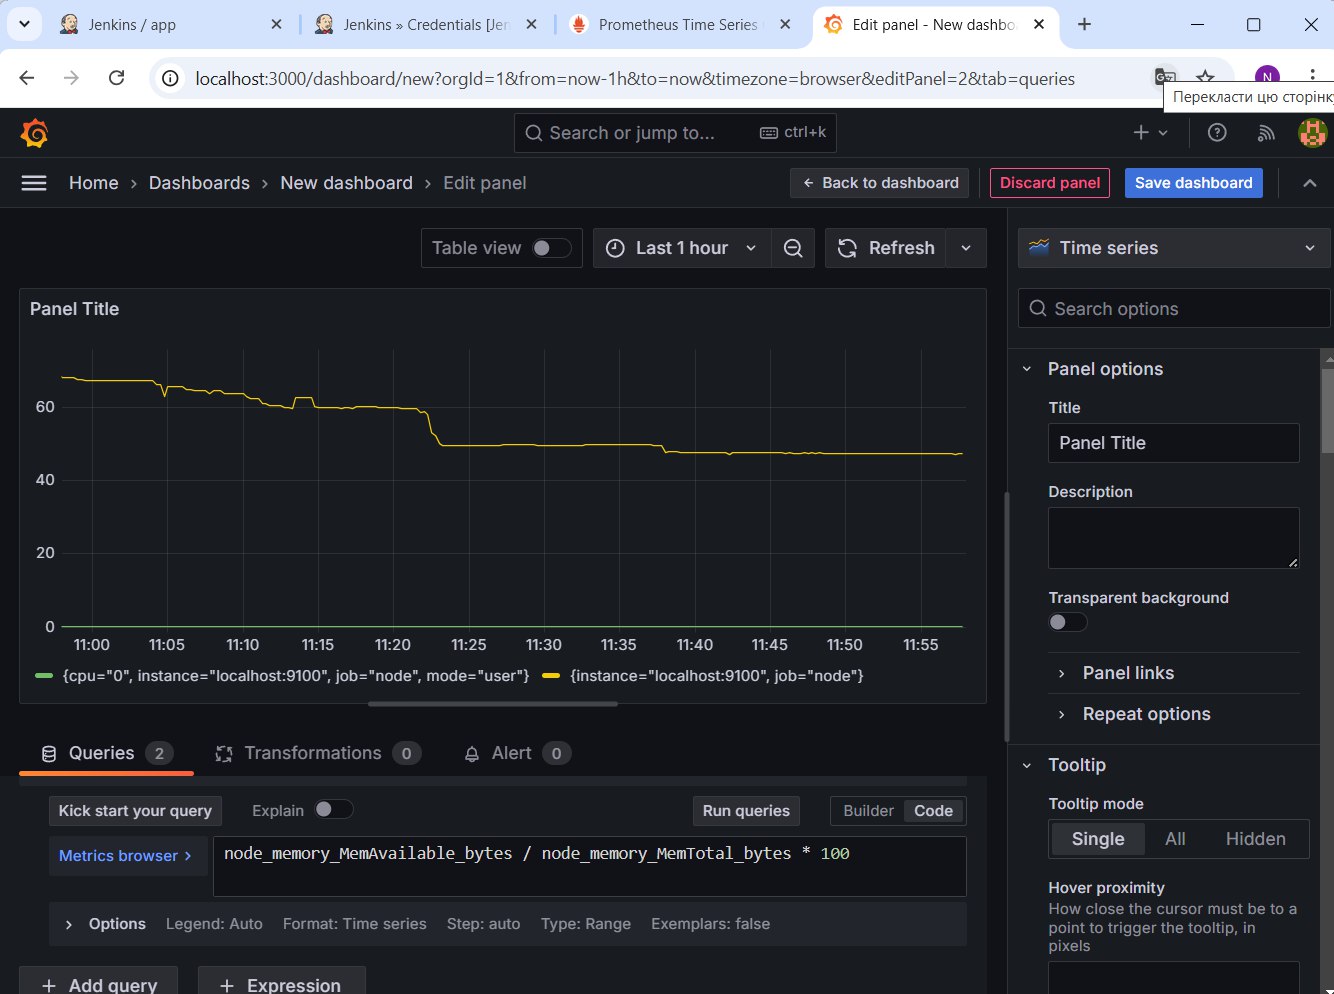 Jenkins / app
Jenkins » Credentials [Jen
Prometheus Time Series
Edit panel - New dashbo
localhost:3000/dashboard/new?orgId=1&from=now-1h&to=now&timezone=browser&editPanel=2&tab=queries
N
Перекласти цю сторінку
Search or jump to...
ctrl+k
Home › Dashboards › New dashboard › Edit panel
← Back to dashboard
Discard panel
Save dashboard
Table view
Last 1 hour
Refresh
Time series
Panel Title
Search options
60
40
20
0
11:00 11:05 11:10 11:15 11:20 11:25 11:30 11:35 11:40 11:45 11:50 11:55
{cpu="0", instance="localhost:9100", job="node", mode="user"} {instance="localhost:9100", job="node"}
Panel options
Title
Panel Title
Description
Transparent background
Panel links
Repeat options
Queries 2
Transformations 0
Alert 0
Kick start your query
Explain
Run queries
Builder
Code
Metrics browser >
node_memory_MemAvailable_bytes / node_memory_MemTotal_bytes * 100
Options Legend: Auto Format: Time series Step: auto Type: Range Exemplars: false
+ Add query
+ Expression
Tooltip
Tooltip mode
Single All Hidden
Hover proximity
How close the cursor must be to a
point to trigger the tooltip, in
pixels